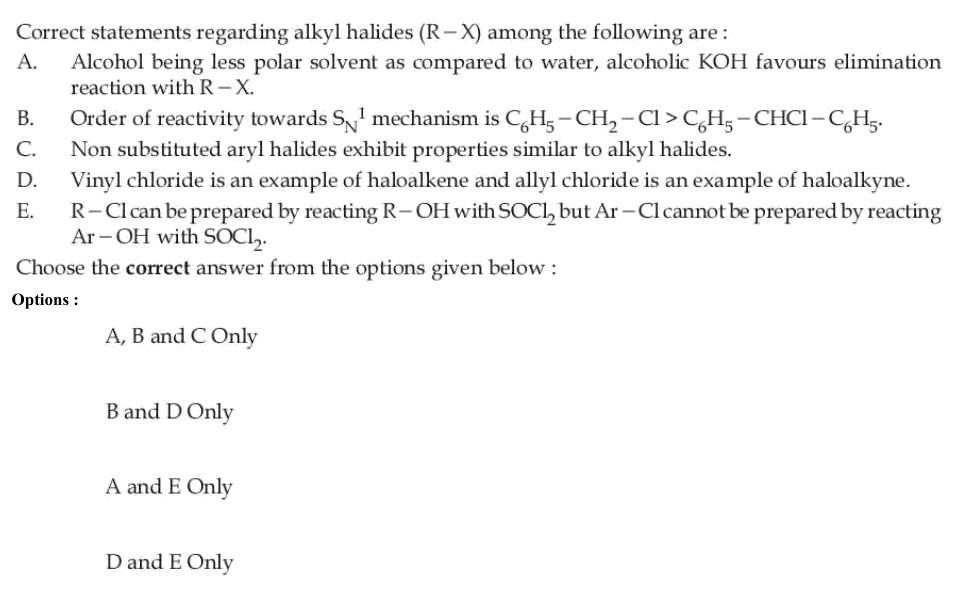 Correct statements regarding alkyl halides (R – X) among the following are :
A. Alcohol being less polar solvent as compared to water, alcoholic KOH favours elimination
reaction with R – X.
B. Order of reactivity towards S_N^1 mechanism is C₆H₅ – CH₂ – Cl > C₆H₅ – CHCl – C₆H₅.
C. Non substituted aryl halides exhibit properties similar to alkyl halides.
D. Vinyl chloride is an example of haloalkene and allyl chloride is an example of haloalkyne.
E. R – Cl can be prepared by reacting R – OH with SOCl₂ but Ar – Cl cannot be prepared by reacting
Ar – OH with SOCl₂.
Choose the correct answer from the options given below :
Options :
A, B and C Only
B and D Only
A and E Only
D and E Only